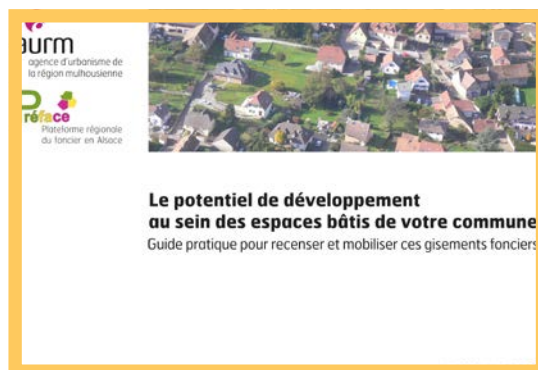 aurm
agence d'urbanisme de
la région mulhousienne
Préface
Plateforme régionale
du foncier en Alsace
Le potentiel de développement
au sein des espaces bâtis de votre commune
Guide pratique pour recenser et mobiliser ces gisements fonciers